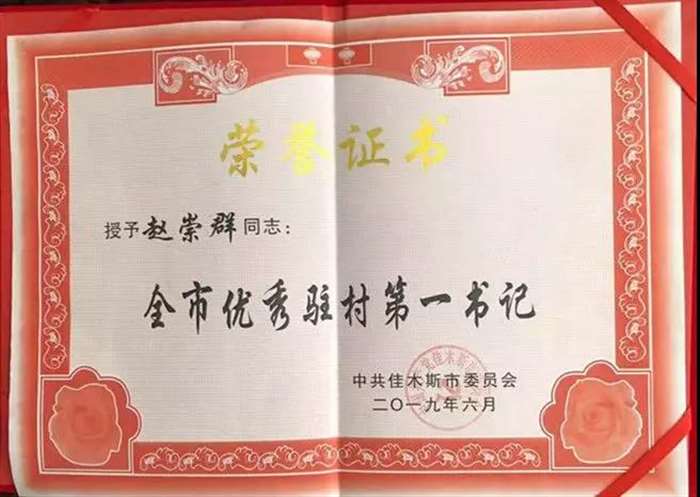 荣誉证书
授予赵崇群同志：
全市优秀驻村第一书记
中共佳木斯市委员会
二〇一九年六月